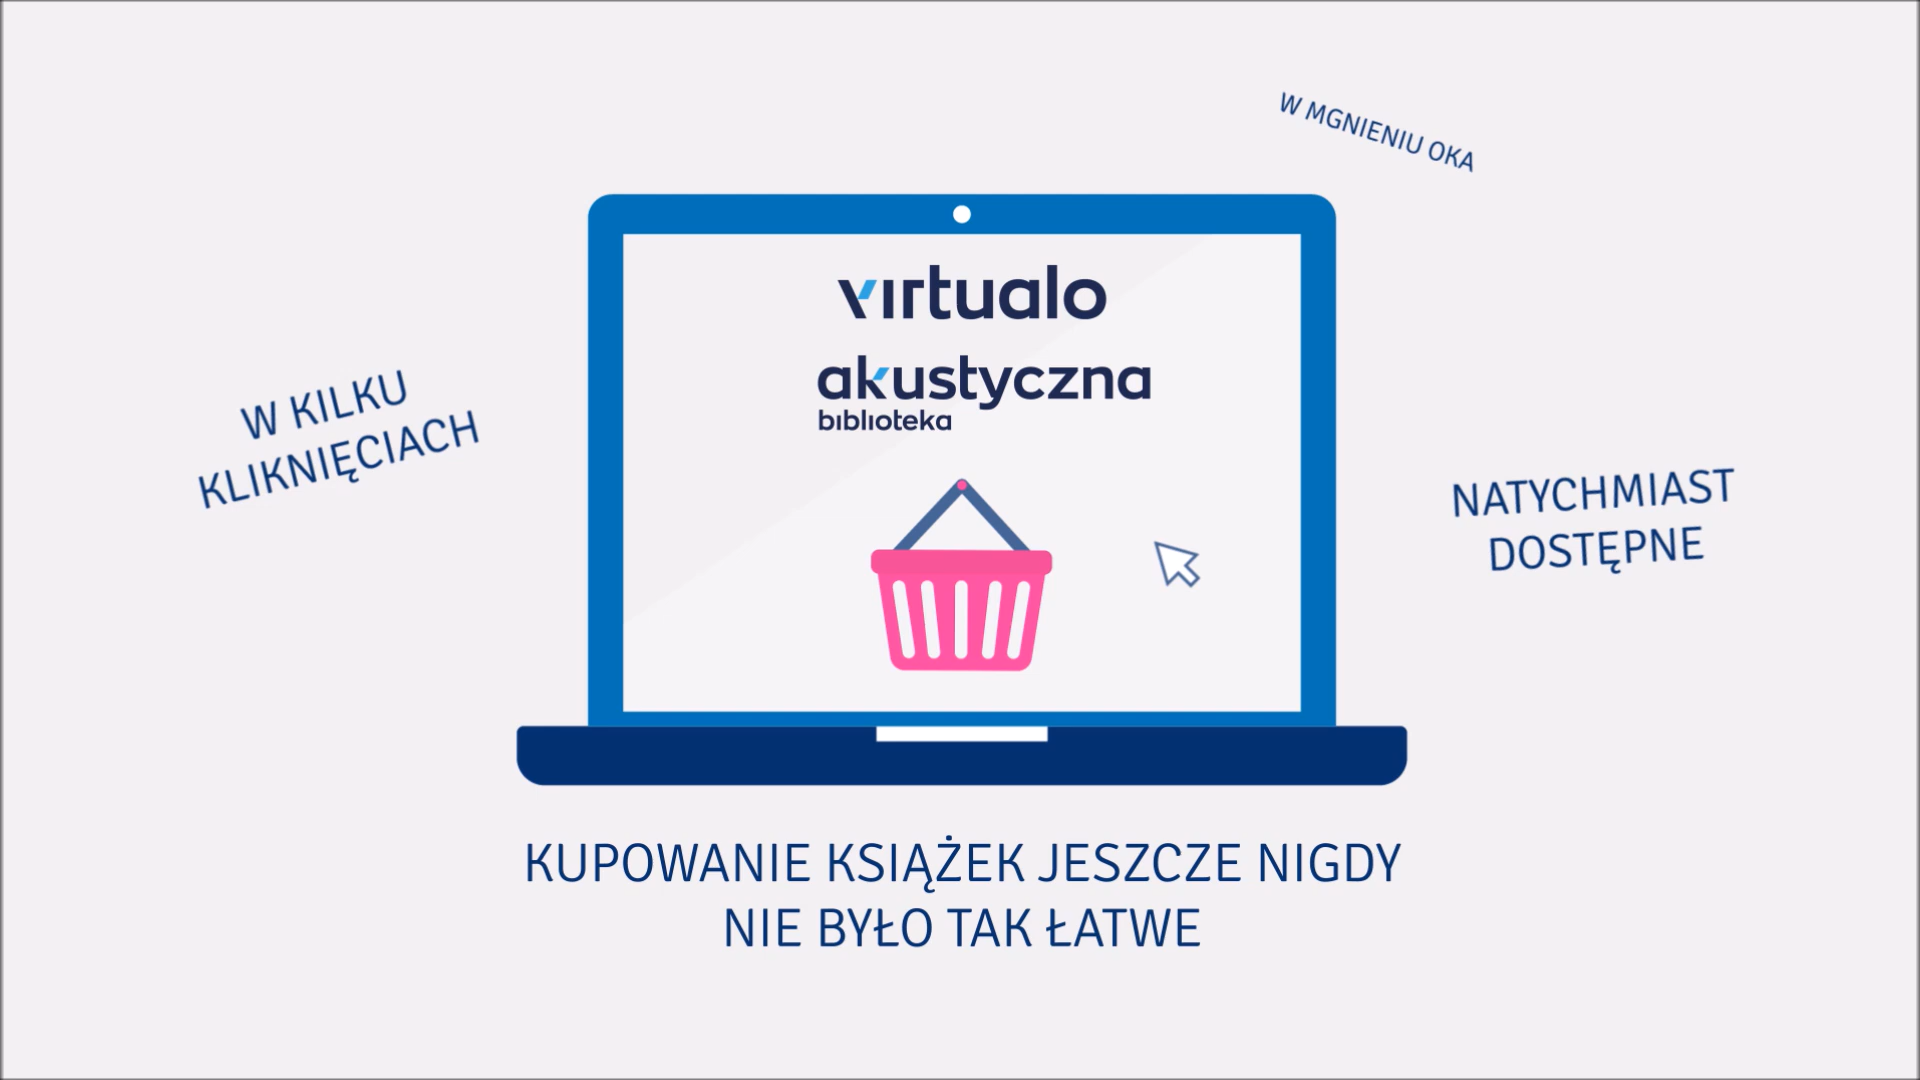 W MGNIENIU OKA
virtualo
akustyczna
biblioteka
W KILKU
KLIKNIĘCIACH
NATYCHMIAST
DOSTĘPNE
KUPOWANIE KSIĄŻEK JESZCZE NIGDY
NIE BYŁO TAK ŁATWE